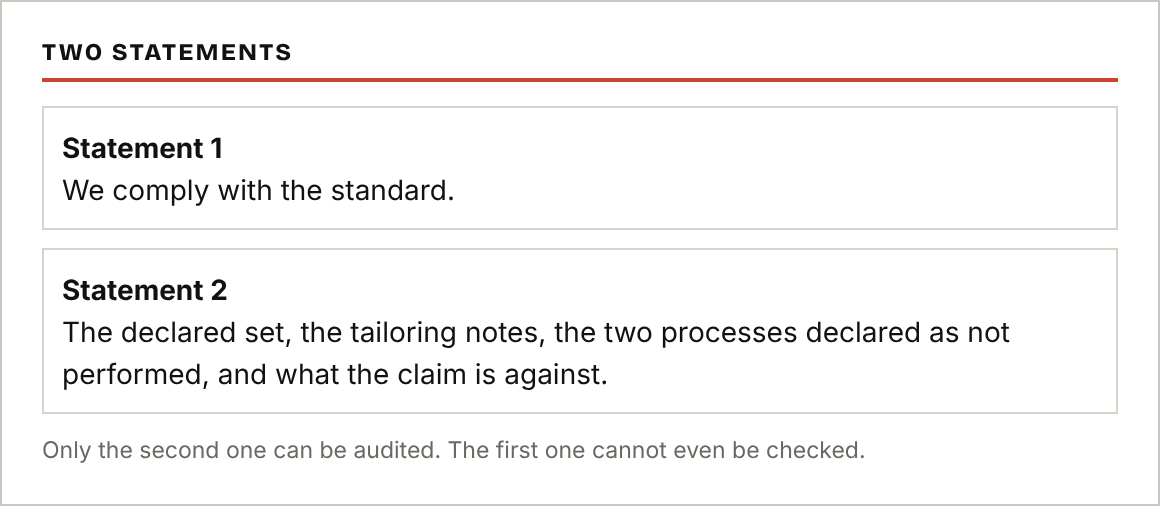 TWO STATEMENTS
Statement 1
We comply with the standard.
Statement 2
The declared set, the tailoring notes, the two processes declared as not
performed, and what the claim is against.
Only the second one can be audited. The first one cannot even be checked.